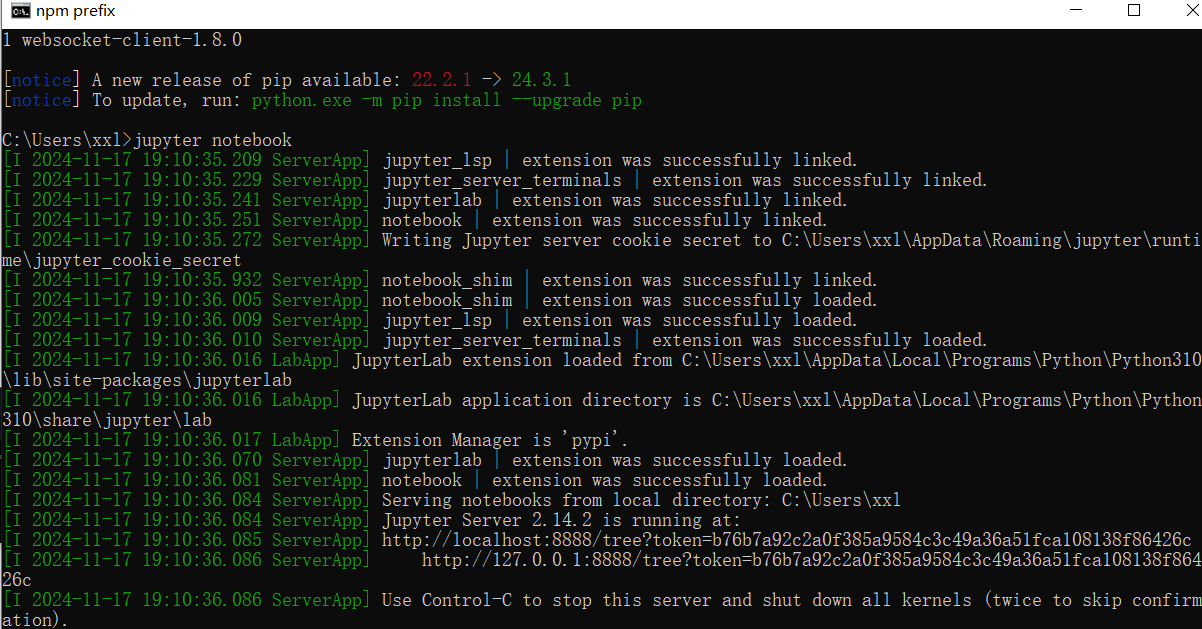 npm prefix
1 websocket-client-1.8.0
[notice] A new release of pip available: 22.2.1 -> 24.3.1
[notice] To update, run: python.exe -m pip install --upgrade pip
C:\Users\xxl>jupyter notebook
[I 2024-11-17 19:10:35.209 ServerApp] jupyter_lsp | extension was successfully linked.
[I 2024-11-17 19:10:35.229 ServerApp] jupyter_server_terminals | extension was successfully linked.
[I 2024-11-17 19:10:35.241 ServerApp] jupyterlab | extension was successfully linked.
[I 2024-11-17 19:10:35.251 ServerApp] notebook | extension was successfully linked.
[I 2024-11-17 19:10:35.272 ServerApp] Writing Jupyter server cookie secret to C:\Users\xxl\AppData\Roaming\jupyter\runti
me\jupyter_cookie_secret
[I 2024-11-17 19:10:35.932 ServerApp] notebook_shim | extension was successfully linked.
[I 2024-11-17 19:10:36.005 ServerApp] notebook_shim | extension was successfully loaded.
[I 2024-11-17 19:10:36.009 ServerApp] jupyter_lsp | extension was successfully loaded.
[I 2024-11-17 19:10:36.010 ServerApp] jupyter_server_terminals | extension was successfully loaded.
[I 2024-11-17 19:10:36.016 LabApp] JupyterLab extension loaded from C:\Users\xxl\AppData\Local\Programs\Python\Python310
\lib\site-packages\jupyterlab
[I 2024-11-17 19:10:36.016 LabApp] JupyterLab application directory is C:\Users\xxl\AppData\Local\Programs\Python\Python
310\share\jupyter\lab
[I 2024-11-17 19:10:36.017 LabApp] Extension Manager is 'pypi'.
[I 2024-11-17 19:10:36.070 ServerApp] jupyterlab | extension was successfully loaded.
[I 2024-11-17 19:10:36.081 ServerApp] notebook | extension was successfully loaded.
[I 2024-11-17 19:10:36.084 ServerApp] Serving notebooks from local directory: C:\Users\xxl
[I 2024-11-17 19:10:36.084 ServerApp] Jupyter Server 2.14.2 is running at:
[I 2024-11-17 19:10:36.085 ServerApp] http://localhost:8888/tree?token=b76b7a92c2a0f385a9584c3c49a36a51fca108138f86426c
[I 2024-11-17 19:10:36.086 ServerApp]     http://127.0.0.1:8888/tree?token=b76b7a92c2a0f385a9584c3c49a36a51fca108138f864
26c
[I 2024-11-17 19:10:36.086 ServerApp] Use Control-C to stop this server and shut down all kernels (twice to skip confirm
ation).